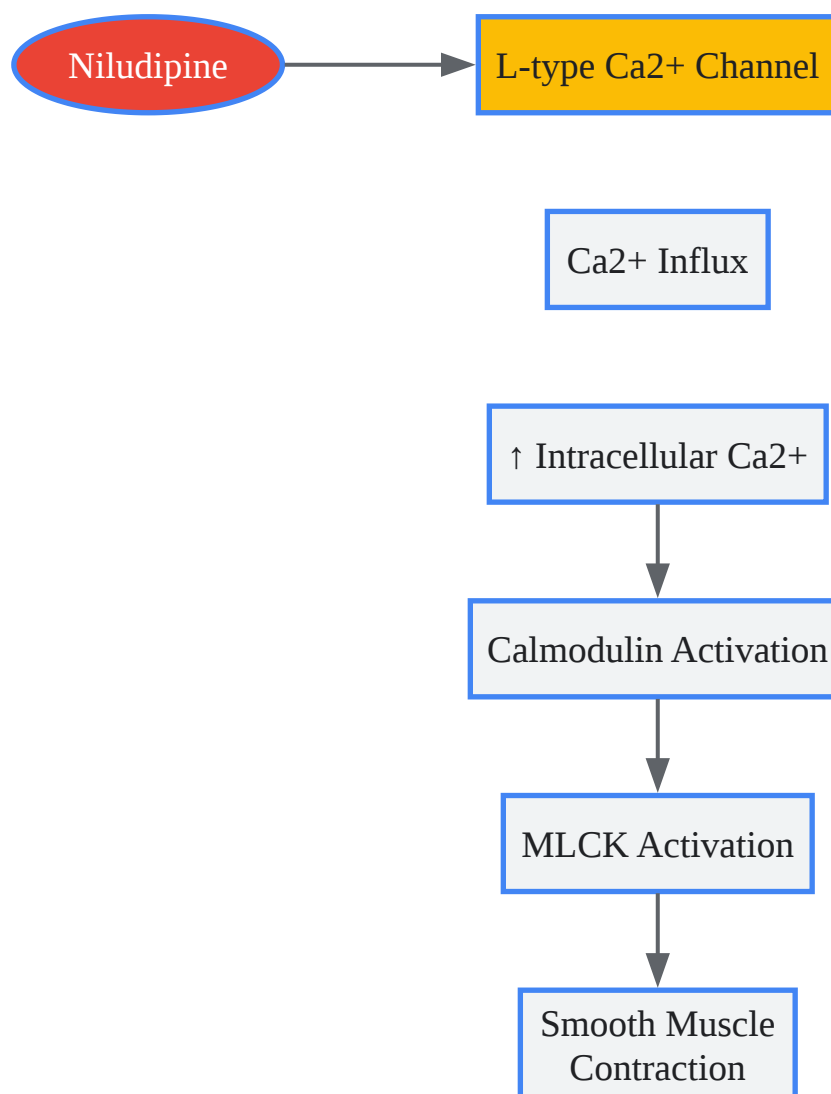 Niludipine
L-type Ca2+ Channel
Ca2+ Influx
↑ Intracellular Ca2+
Calmodulin Activation
MLCK Activation
Smooth Muscle
Contraction